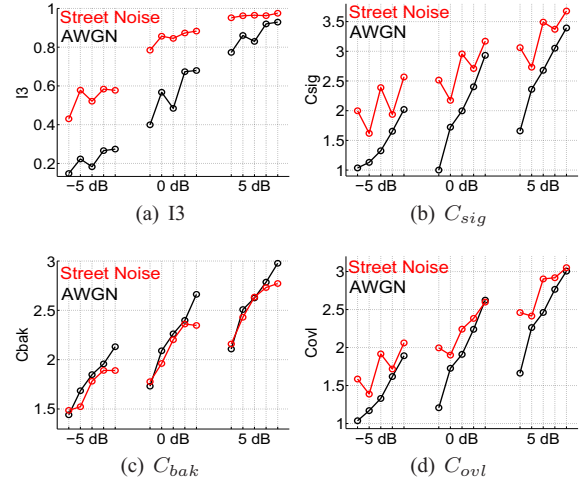 1
0.8
0.6
0.4
0.2
I3
Street Noise
AWGN
−5 dB
0 dB
5 dB
(a) I3
3.5
3
2.5
2
1.5
1
Csig
Street Noise
AWGN
−5 dB
0 dB
5 dB
(b) C_sig
3
2.5
2
1.5
Cbak
Street Noise
AWGN
−5 dB
0 dB
5 dB
(c) C_bak
3
2.5
2
1.5
1
Covl
Street Noise
AWGN
−5 dB
0 dB
5 dB
(d) C_ovl